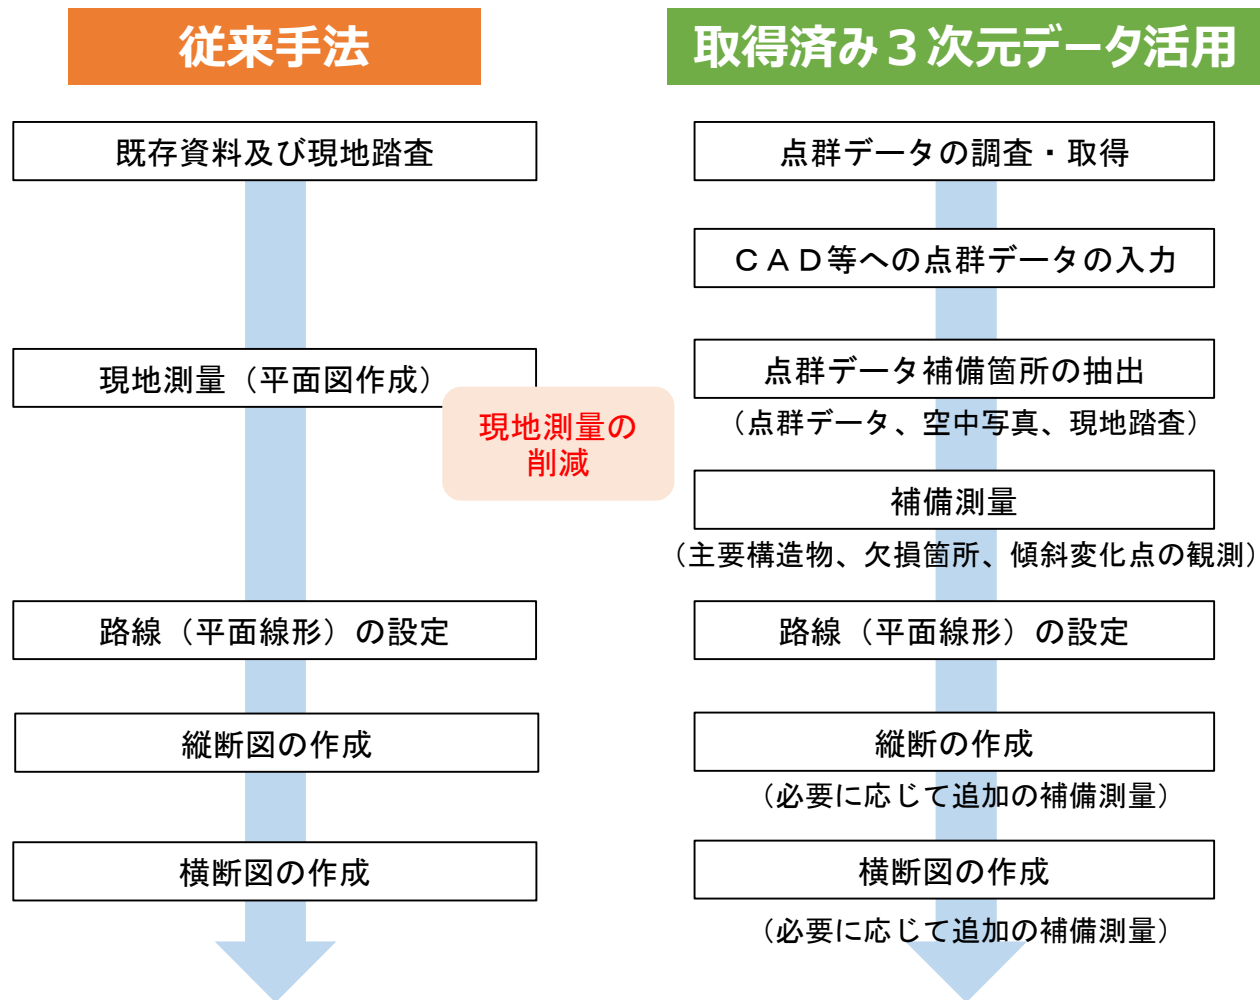 従来手法
既存資料及び現地踏査
現地測量（平面図作成）
現地測量の
削減
路線（平面線形）の設定
縦断図の作成
横断図の作成
取得済み３次元データ活用
点群データの調査・取得
ＣＡＤ等への点群データの入力
点群データ補備箇所の抽出
（点群データ、空中写真、現地踏査）
補備測量
（主要構造物、欠損箇所、傾斜変化点の観測）
路線（平面線形）の設定
縦断の作成
（必要に応じて追加の補備測量）
横断図の作成
（必要に応じて追加の補備測量）